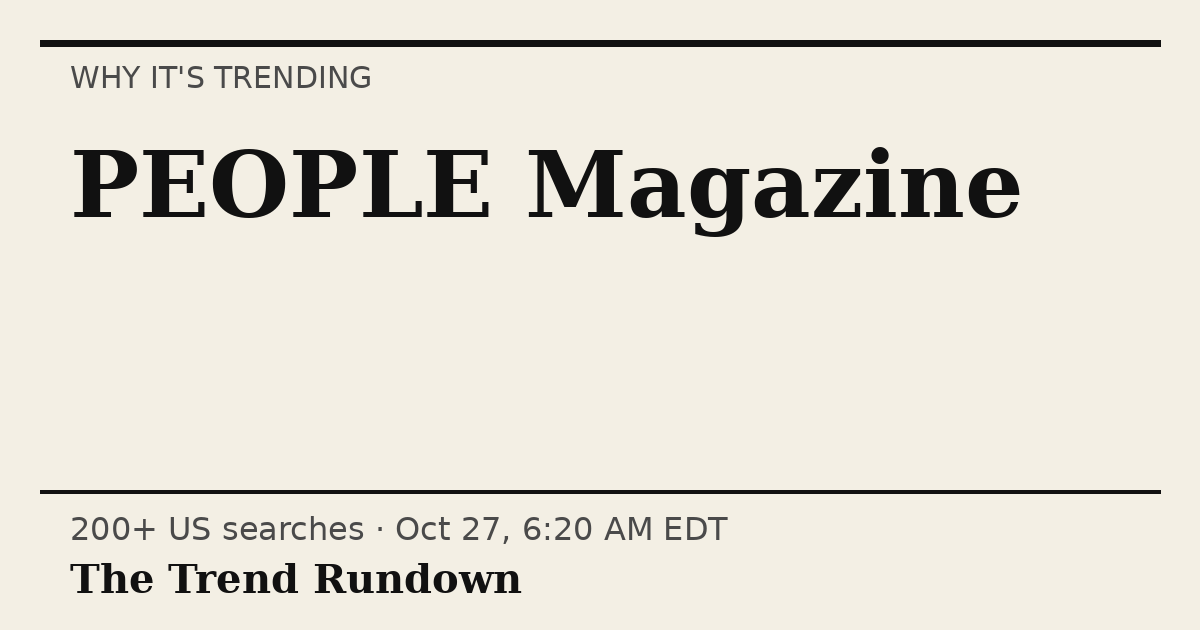 WHY IT'S TRENDING
PEOPLE Magazine
200+ US searches · Oct 27, 6:20 AM EDT
The Trend Rundown